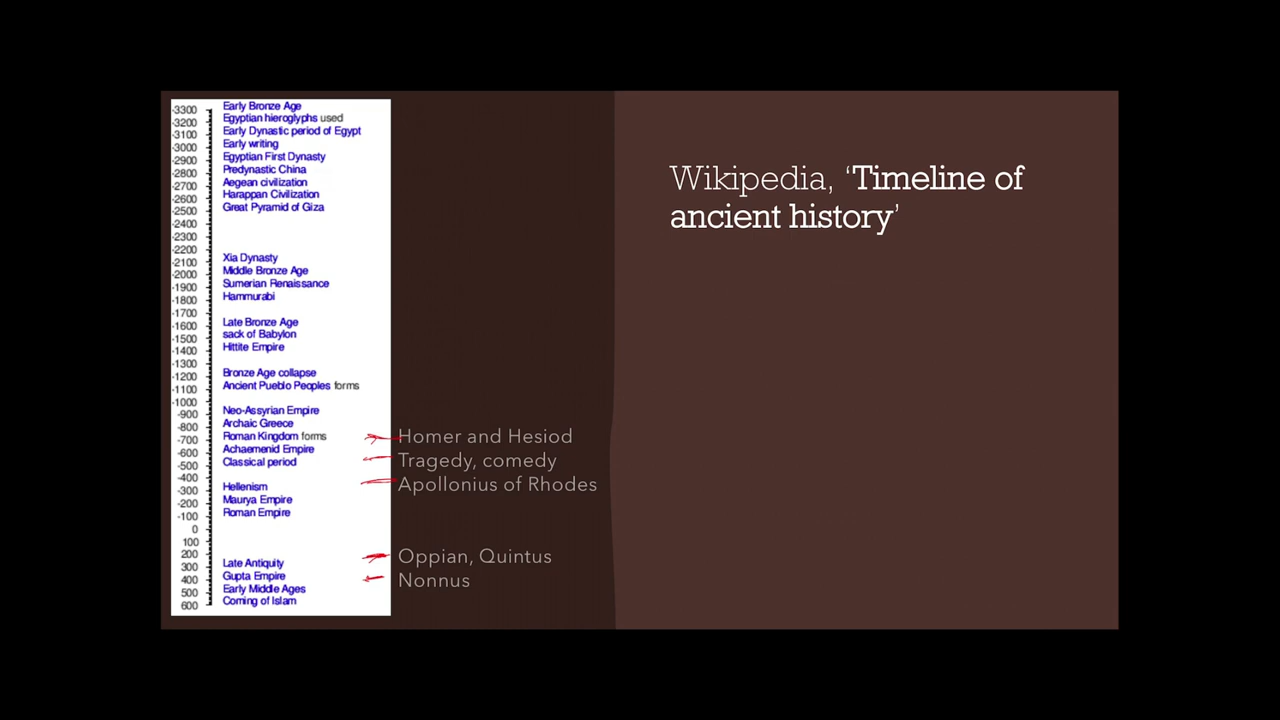 -3300
Early Bronze Age
-3200
Egyptian hieroglyphs used
-3100
Early Dynastic period of Egypt
-3000
Early writing
-2900
Egyptian First Dynasty
-2800
Predynastic China
-2700
Aegean civilization
-2600
Harappan Civilization
-2500
Great Pyramid of Giza
-2400
-2300
-2200
-2100
Xia Dynasty
-2000
Middle Bronze Age
-1900
Sumerian Renaissance
-1800
Hammurabi
-1700
-1600
Late Bronze Age
-1500
sack of Babylon
-1400
Hittite Empire
-1300
-1200
Bronze Age collapse
-1100
Ancient Pueblo Peoples forms
-1000
-900
Neo-Assyrian Empire
-800
Archaic Greece
-700
Roman Kingdom forms
-600
Achaemenid Empire
-500
Classical period
-400
-300
Hellenism
-200
Maurya Empire
-100
Roman Empire
0
100
200
300
Late Antiquity
400
Gupta Empire
500
Early Middle Ages
600
Coming of Islam
Homer and Hesiod
Tragedy, comedy
Apollonius of Rhodes
Oppian, Quintus
Nonnus
Wikipedia, ‘Timeline of
ancient history’